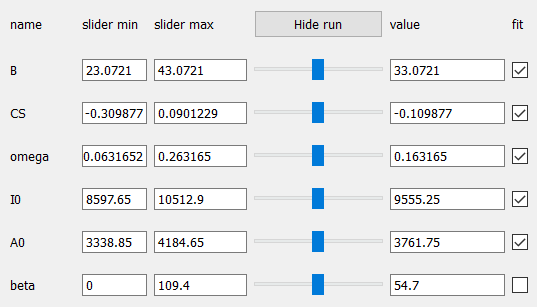 name slider min slider max Hide run value fit
B 23.0721 43.0721 33.0721
CS -0.309877 0.0901229 -0.109877
omega 0.0631652 0.263165 0.163165
I0 8597.65 10512.9 9555.25
A0 3338.85 4184.65 3761.75
beta 0 109.4 54.7